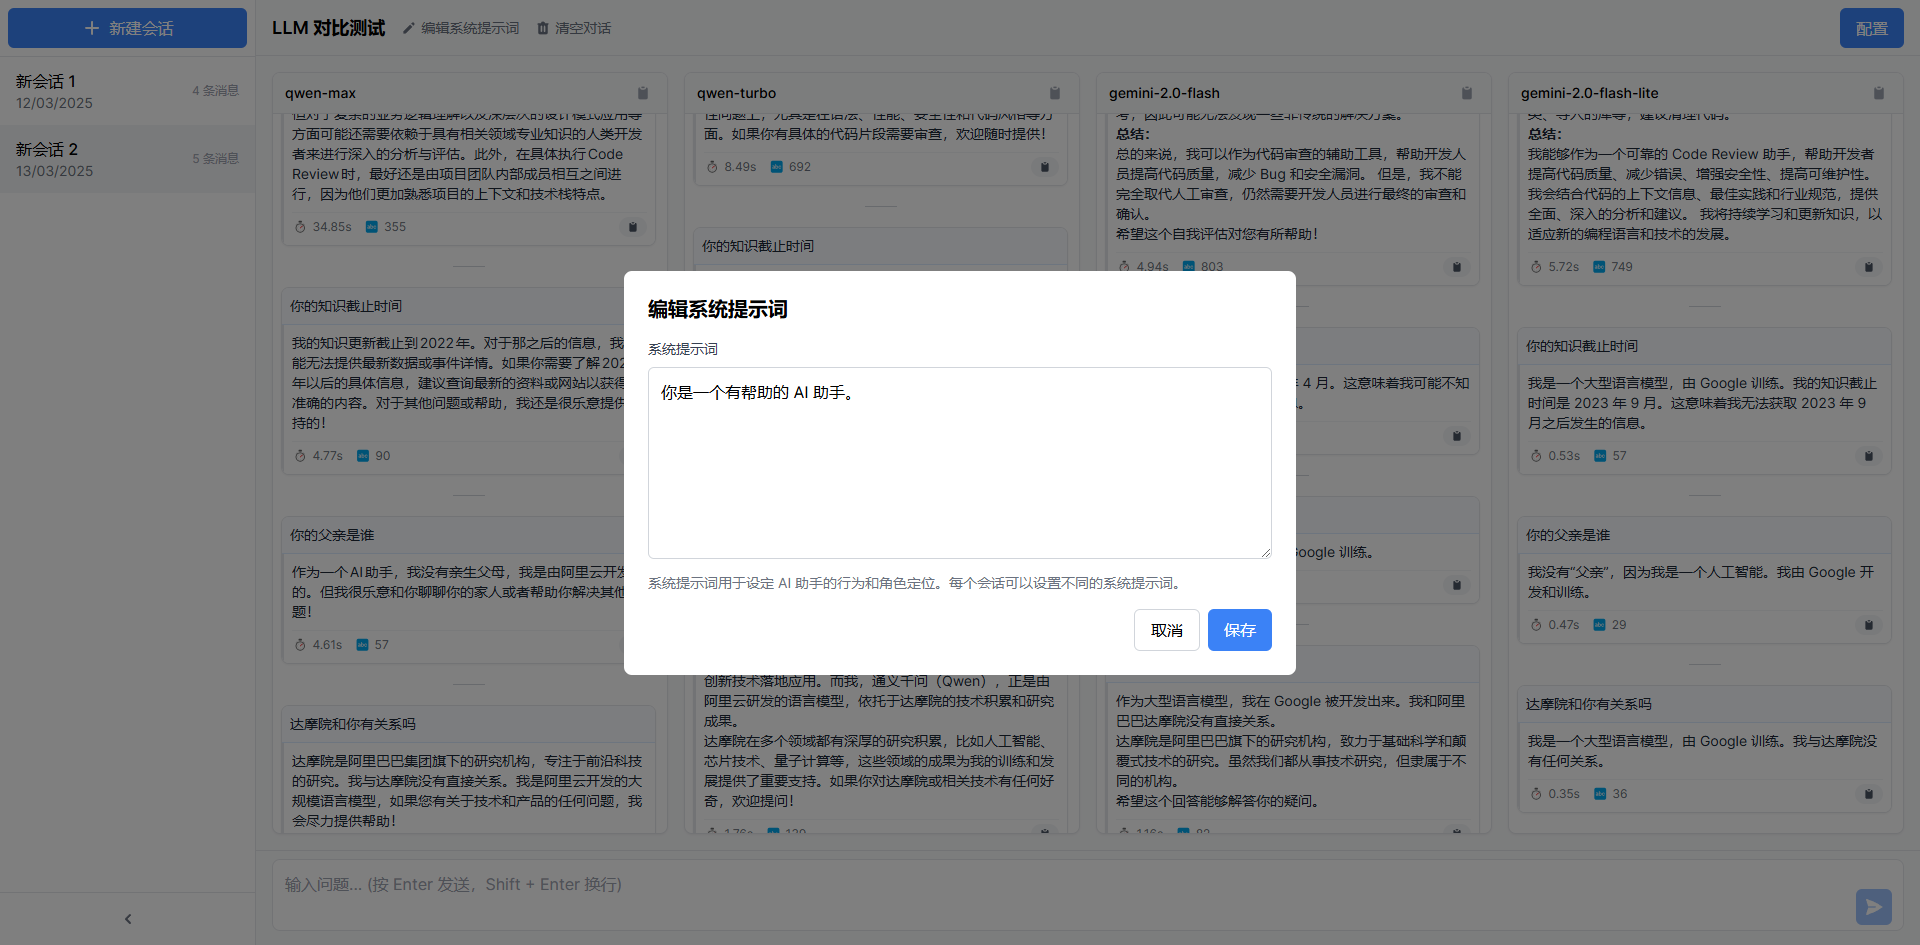 新建会话
新会话 1
12/03/2025
4 条消息
新会话 2
13/03/2025
5 条消息
LLM 对比测试
编辑系统提示词
清空对话
配置
qwen-max
方面可能还需要依赖于具有相关领域专业知识的人类开发
者来进行深入的分析与评估。此外，在具体执行Code
Review时，最好还是由项目团队内部成员相互之间进
行，因为他们更加熟悉项目的上下文和技术栈特点。
34.85s
355
你的知识截止时间
我的知识更新截止到2022年。对于那之后的信息，我
能无法提供最新数据或事件详情。如果你需要了解202
年以后的具体信息，建议查询最新的资料或网站以获得
准确的内容。对于其他问题或帮助，我还是很乐意提供
持的！
4.77s
90
你的父亲是谁
作为一个AI助手，我没有亲生父母，我是由阿里云开发
的。但我很乐意和你聊聊你的家人或者帮助你解决其他
题！
4.61s
57
达摩院和你有关系吗
达摩院是阿里巴巴集团旗下的研究机构，专注于前沿科技
的研究。我与达摩院没有直接关系。我是阿里云开发的大
规模语言模型，如果您有关于技术和产品的任何问题，我
会尽力提供帮助！
qwen-turbo
面。如果你有具体的代码片段需要审查，欢迎随时提供！
8.49s
692
你的知识截止时间
创新技术落地应用。而我，通义千问（Qwen），正是由
阿里云研发的语言模型，依托于达摩院的技术积累和研究
成果。
达摩院在多个领域都有深厚的研究积累，比如人工智能、
芯片技术、量子计算等，这些领域的成果为我的训练和发
展提供了重要支持。如果你对达摩院或相关技术有任何好
奇，欢迎提问！
gemini-2.0-flash
总结：
总的来说，我可以作为代码审查的辅助工具，帮助开发人
员提高代码质量，减少 Bug 和安全漏洞。 但是，我不能
完全取代人工审查，仍然需要开发人员进行最终的审查和
确认。
希望这个自我评估对您有所帮助！
4.94s
803
4 月。这意味着我可能不知
Google 训练。
作为大型语言模型，我在 Google 被开发出来。我和阿里
巴巴达摩院没有直接关系。
达摩院是阿里巴巴旗下的研究机构，致力于基础科学和颠
覆式技术的研究。虽然我们都从事技术研究，但隶属于不
同的机构。
希望这个回答能够解答你的疑问。
gemini-2.0-flash-lite
总结：
我能够作为一个可靠的 Code Review 助手，帮助开发者
提高代码质量、减少错误、增强安全性、提高可维护性。
我会结合代码的上下文信息、最佳实践和行业规范，提供
全面、深入的分析和建议。 我将持续学习和更新知识，以
适应新的编程语言和技术的发展。
5.72s
749
你的知识截止时间
我是一个大型语言模型，由 Google 训练。我的知识截止
时间是 2023 年 9 月。这意味着我无法获取 2023 年 9
月之后发生的信息。
0.53s
57
你的父亲是谁
我没有“父亲”，因为我是一个人工智能。我由 Google 开
发和训练。
0.47s
29
达摩院和你有关系吗
我是一个大型语言模型，由 Google 训练。我与达摩院没
有任何关系。
0.35s
36
编辑系统提示词
系统提示词
你是一个有帮助的 AI 助手。
系统提示词用于设定 AI 助手的行为和角色定位。每个会话可以设置不同的系统提示词。
取消
保存
输入问题... (按 Enter 发送，Shift + Enter 换行)